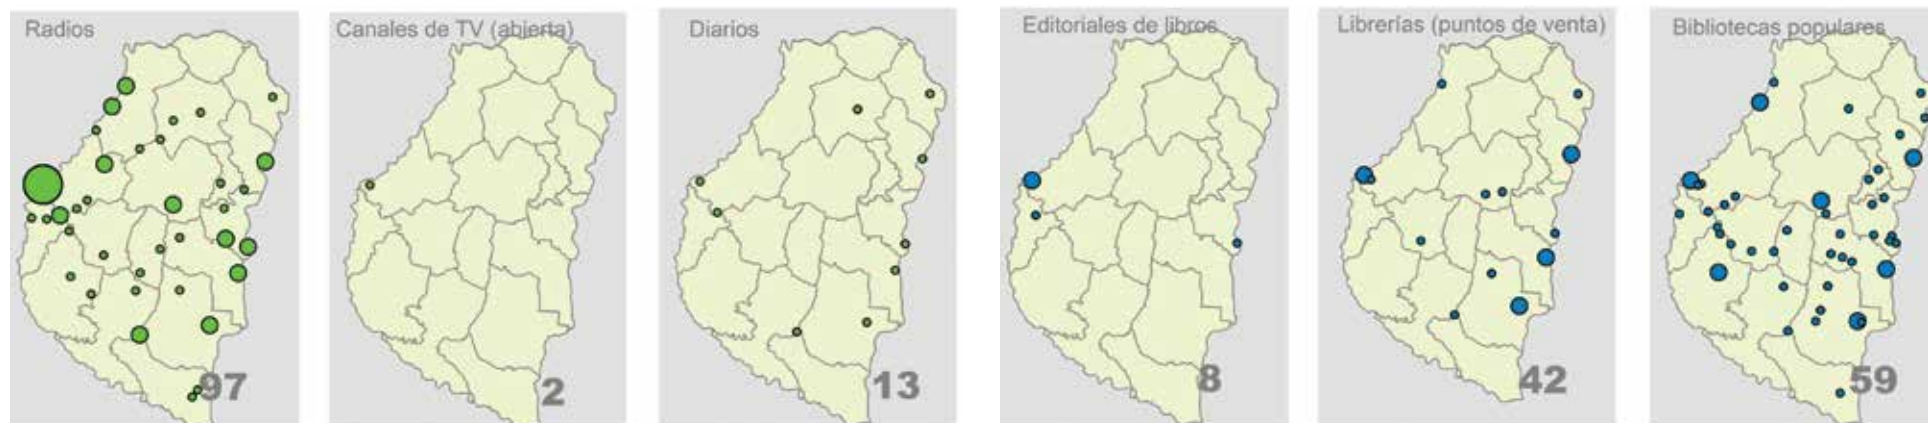 Radios
Canales de TV (abierta)
Diarios
Editoriales de libros
Librerías (puntos de venta)
Bibliotecas populares
97
2
13
8
42
59